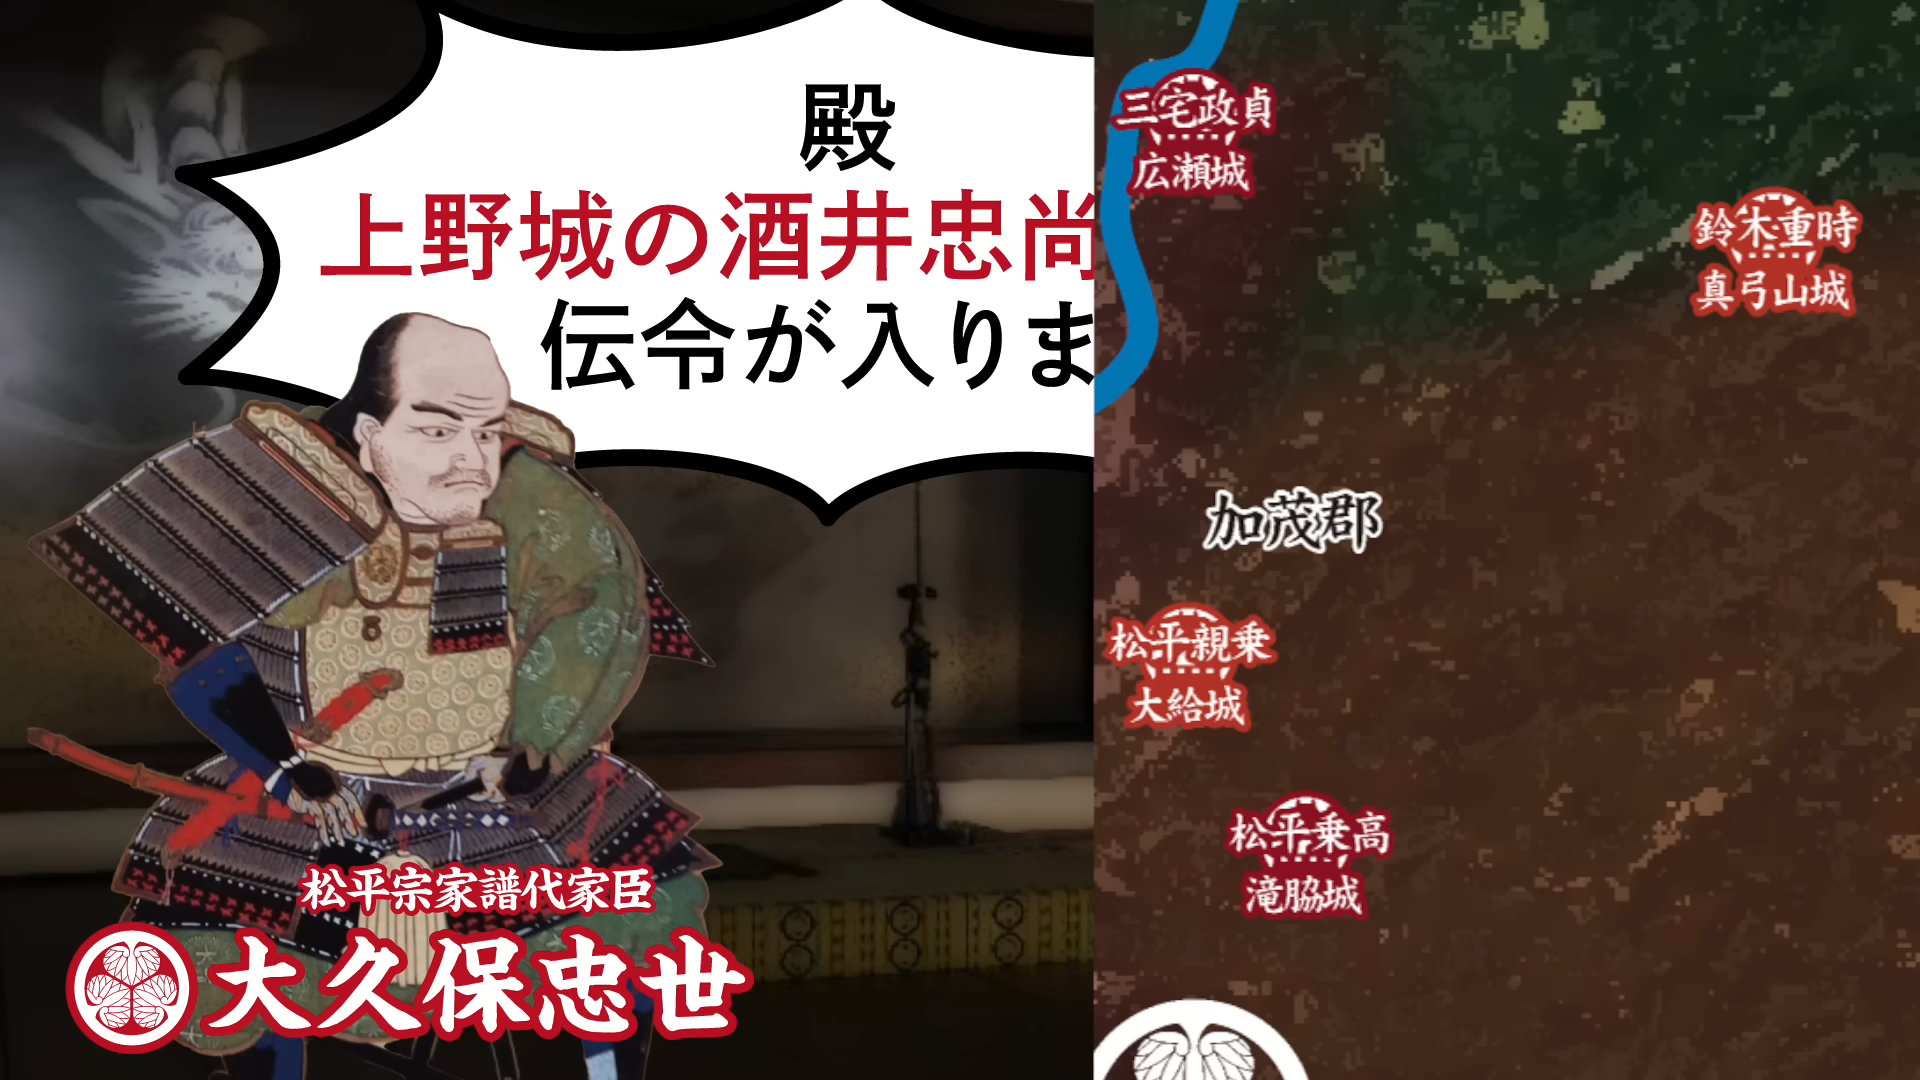 殿
上野城の酒井忠尚
伝令が入りま
松平宗家譜代家臣
大久保忠世
三宅政貞
広瀬城
鈴木重時
真弓山城
加茂郡
松平親乗
大給城
松平乗高
滝脇城